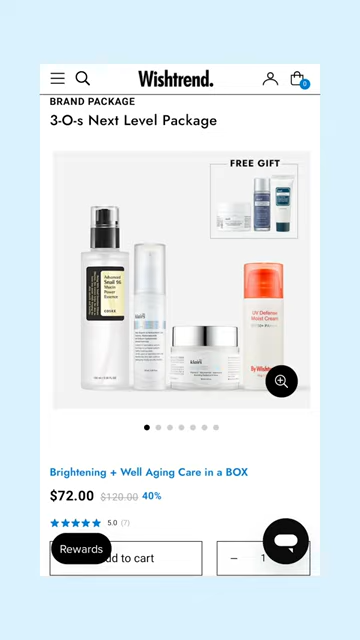 Wishtrend.
0
BRAND PACKAGE
3-O-s Next Level Package
FREE GIFT
Advanced
Snail 96
Mucin
Power
Essence
COSRX
klairs
klairs
UV Defense
Moist Cream
By Wishtrend
Brightening + Well Aging Care in a BOX
$72.00 $120.00 40%
5.0 (7)
Rewards
dd to cart
− 1